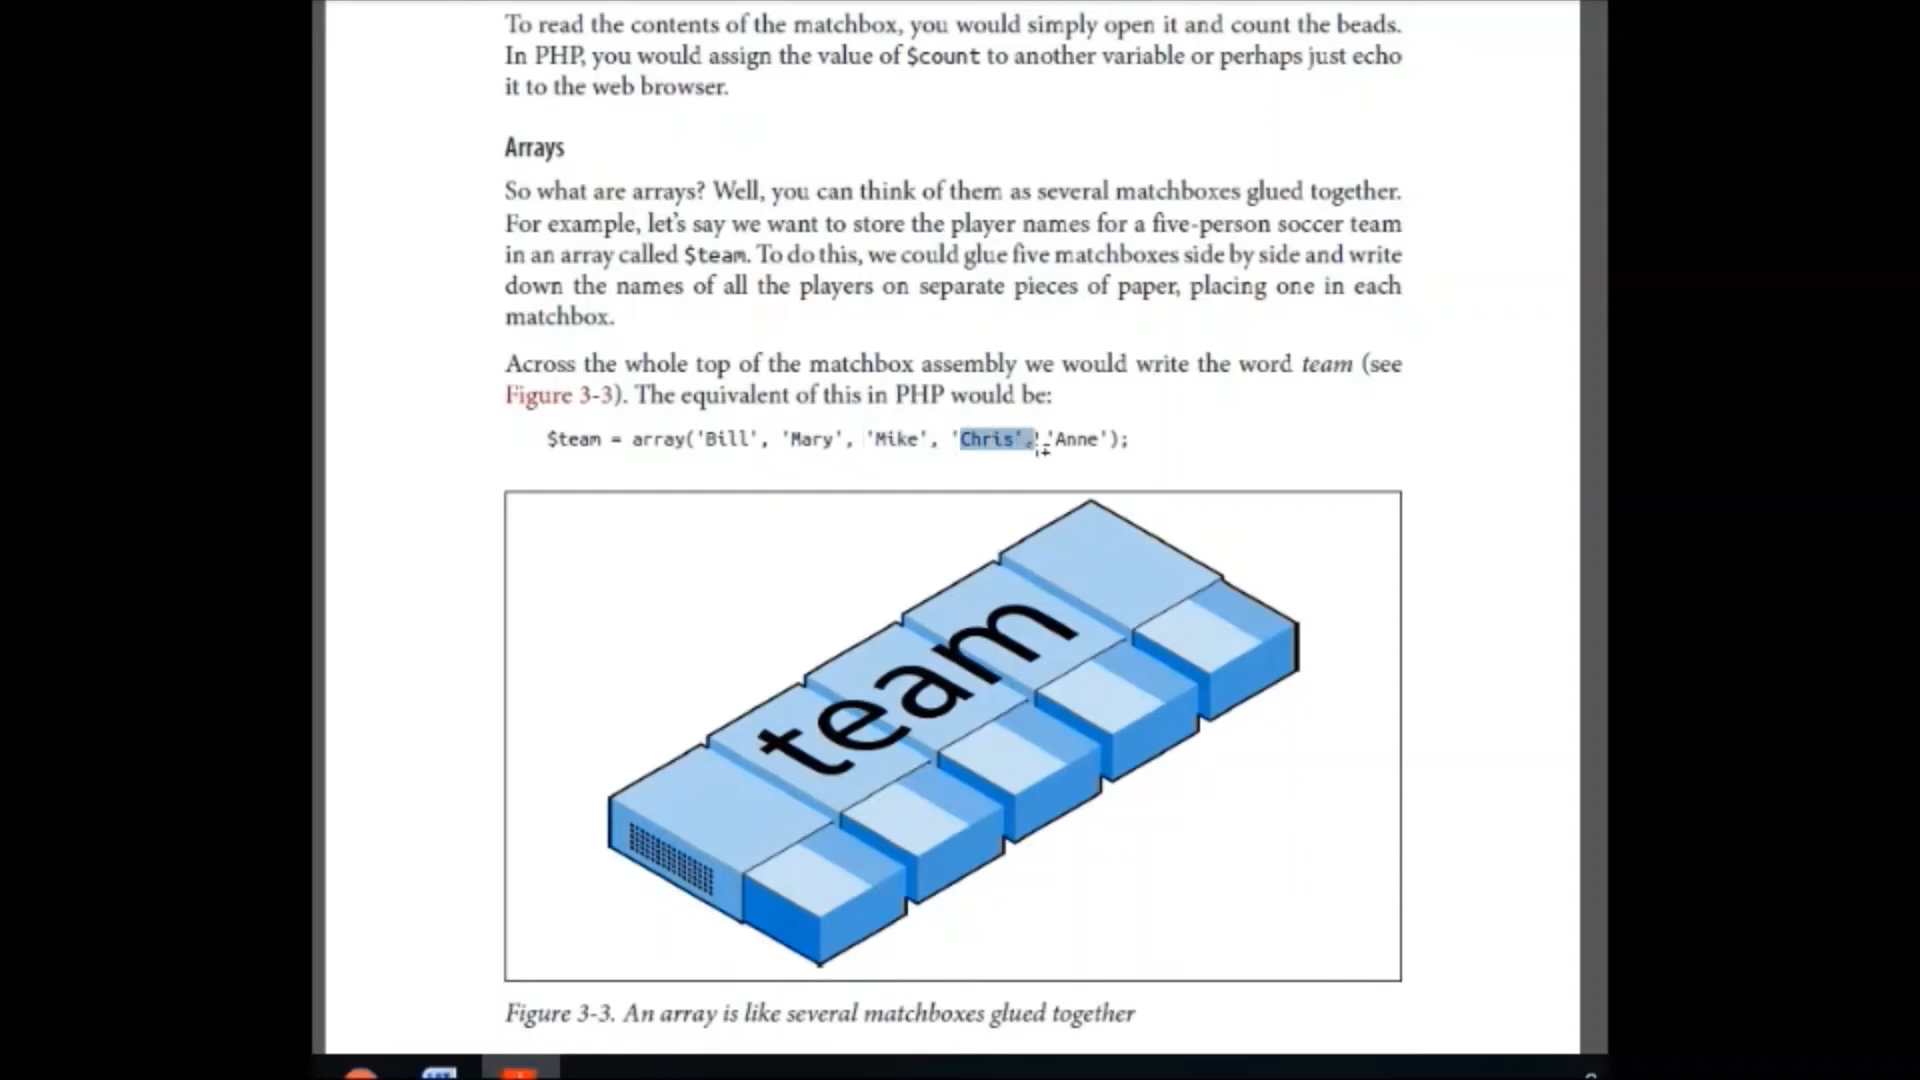 To read the contents of the matchbox, you would simply open it and count the beads.
In PHP, you would assign the value of $count to another variable or perhaps just echo
it to the web browser.
Arrays
So what are arrays? Well, you can think of them as several matchboxes glued together.
For example, let's say we want to store the player names for a five-person soccer team
in an array called $team. To do this, we could glue five matchboxes side by side and write
down the names of all the players on separate pieces of paper, placing one in each
matchbox.
Across the whole top of the matchbox assembly we would write the word team (see
Figure 3-3). The equivalent of this in PHP would be:
$team = array('Bill', 'Mary', 'Mike', 'Chris', 'Anne');
team
Figure 3-3. An array is like several matchboxes glued together